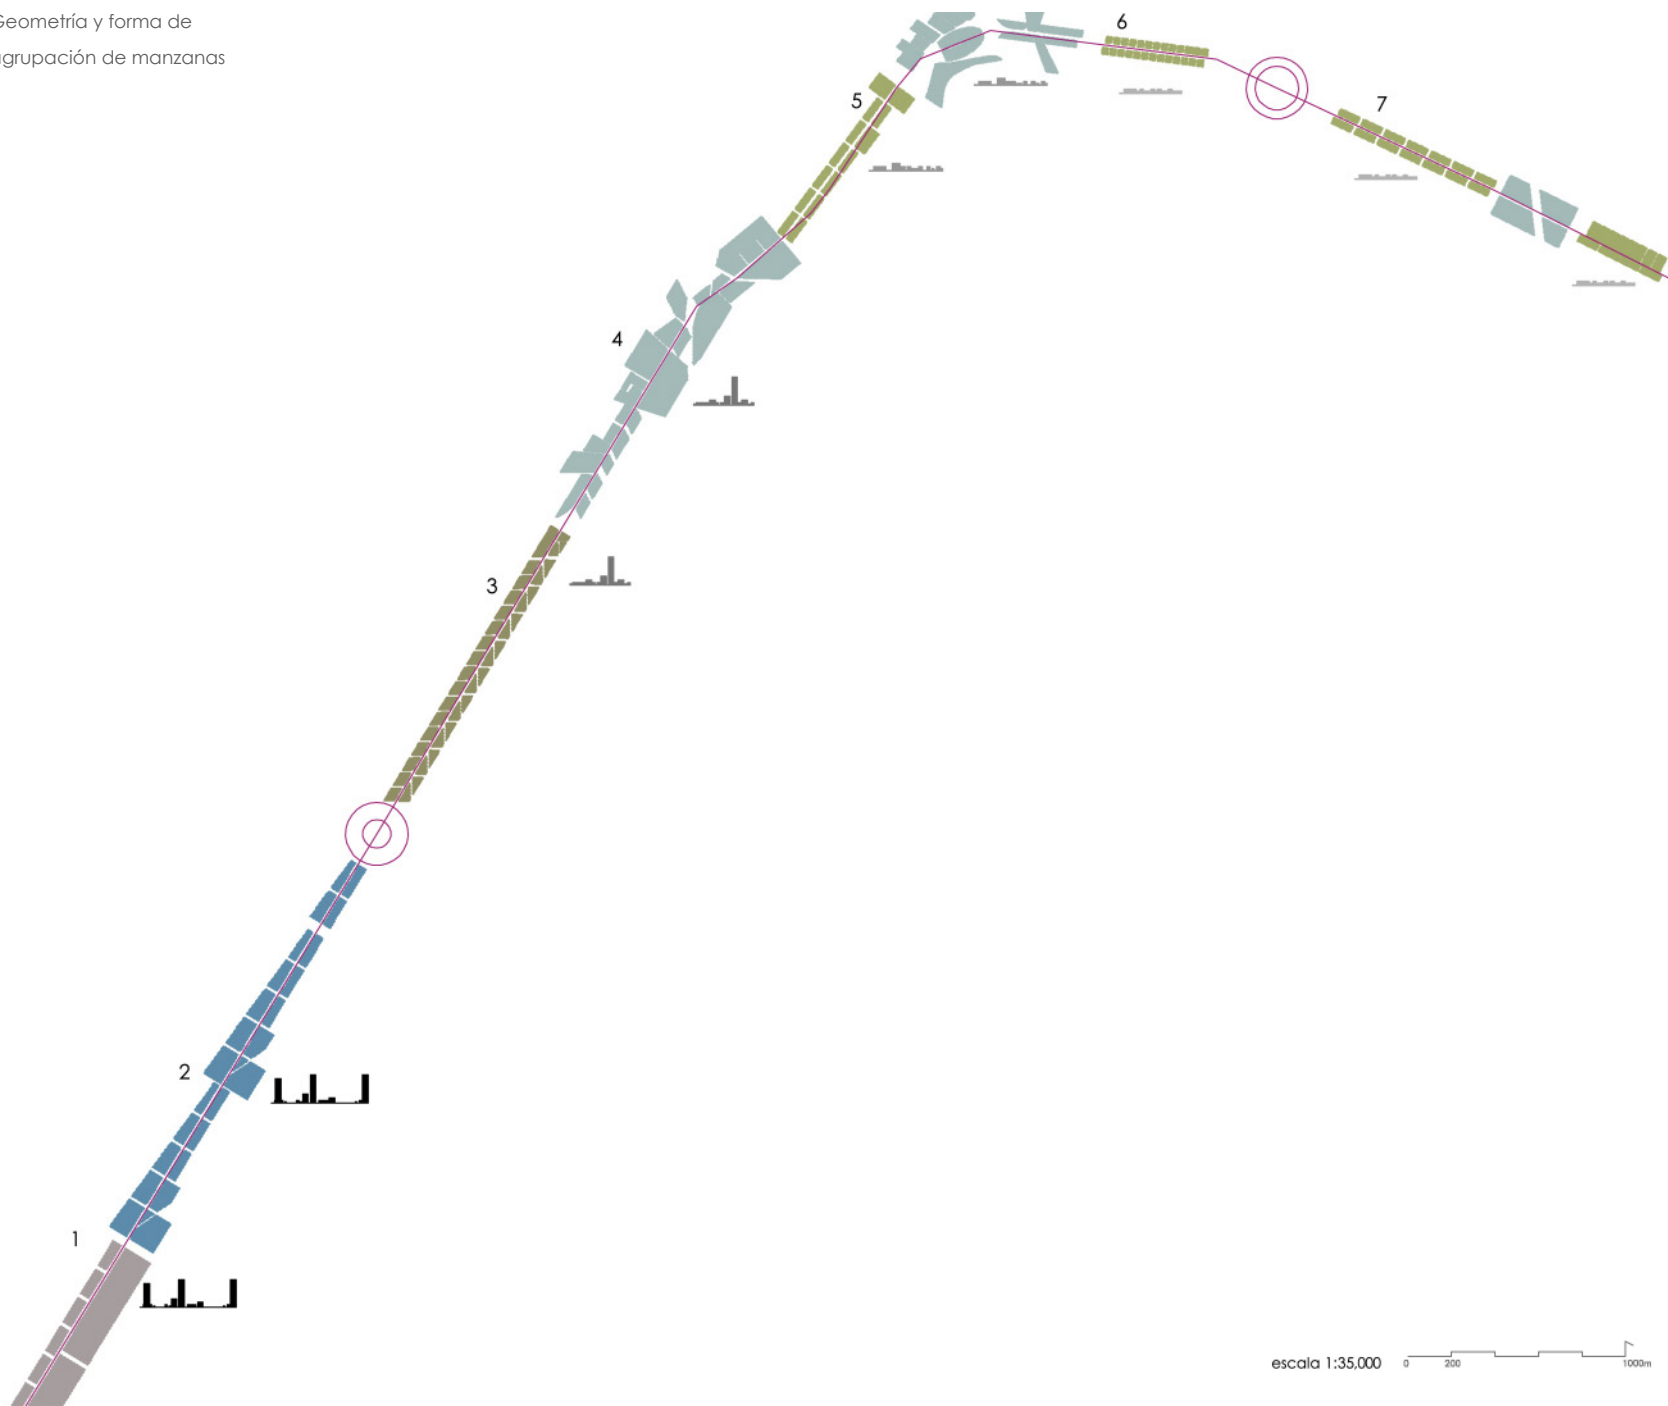 Geometría y forma de
agrupación de manzanas
6
5
7
4
3
2
1
escala 1:35,000
0 200 1000m